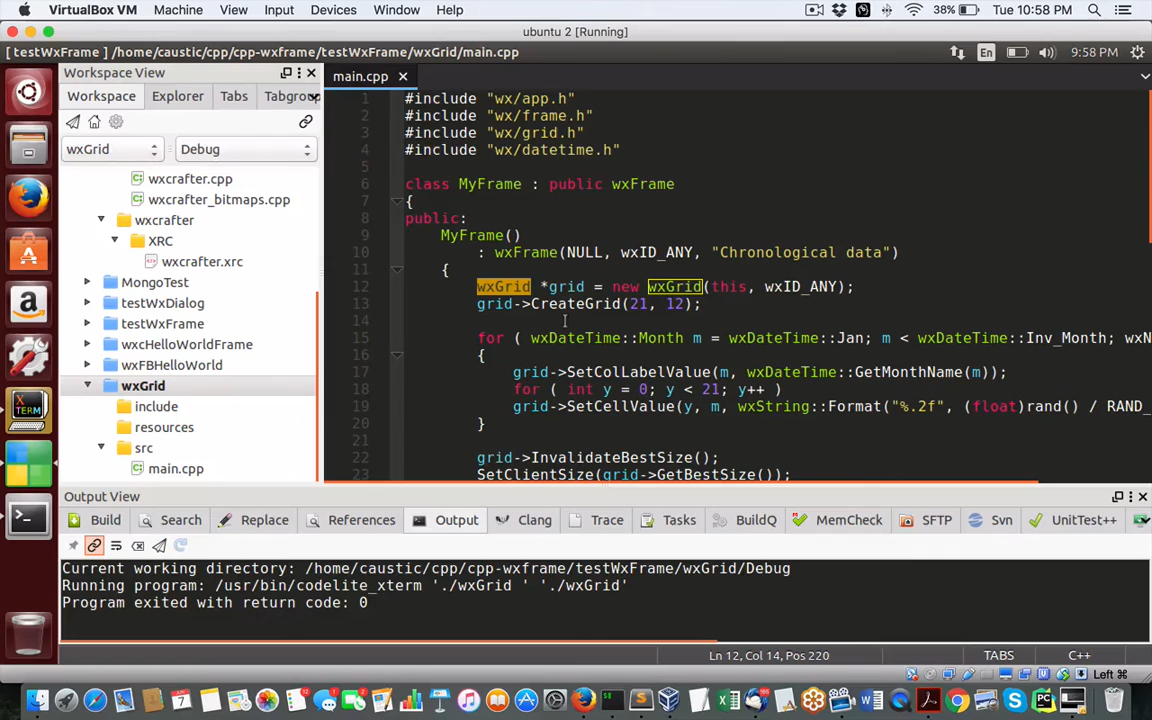 VirtualBox VM Machine View Input Devices Window Help 38% Tue 10:58 PM
ubuntu 2 [Running]
[ testWxFrame ] /home/caustic/cpp/cpp-wxframe/testWxFrame/wxGrid/main.cpp En 9:58 PM
Workspace View
Workspace Explorer Tabs Tabgroup
wxGrid Debug
wxcrafter.cpp
wxcrafter_bitmaps.cpp
wxcrafter
XRC
wxcrafter.xrc
MongoTest
testWxDialog
testWxFrame
wxcHelloWorldFrame
wxFBHelloWorld
wxGrid
include
resources
src
main.cpp
main.cpp
1 #include "wx/app.h"
2 #include "wx/frame.h"
3 #include "wx/grid.h"
4 #include "wx/datetime.h"
5
6 class MyFrame : public wxFrame
7 {
8 public:
9 MyFrame()
10 : wxFrame(NULL, wxID_ANY, "Chronological data")
11 {
12 wxGrid *grid = new wxGrid(this, wxID_ANY);
13 grid->CreateGrid(21, 12);
14
15 for ( wxDateTime::Month m = wxDateTime::Jan; m < wxDateTime::Inv_Month; wxN
16 {
17 grid->SetColLabelValue(m, wxDateTime::GetMonthName(m));
18 for ( int y = 0; y < 21; y++ )
19 grid->SetCellValue(y, m, wxString::Format("%.2f", (float)rand() / RAND_
20 }
21
22 grid->InvalidateBestSize();
23 SetClientSize(grid->GetBestSize());
Output View
Build Search Replace References Output Clang Trace Tasks BuildQ MemCheck SFTP Svn UnitTest++
Current working directory: /home/caustic/cpp/cpp-wxframe/testWxFrame/wxGrid/Debug
Running program: /usr/bin/codelite_xterm './wxGrid ' './wxGrid'
Program exited with return code: 0
Ln 12, Col 14, Pos 220 TABS C++
Left ⌘